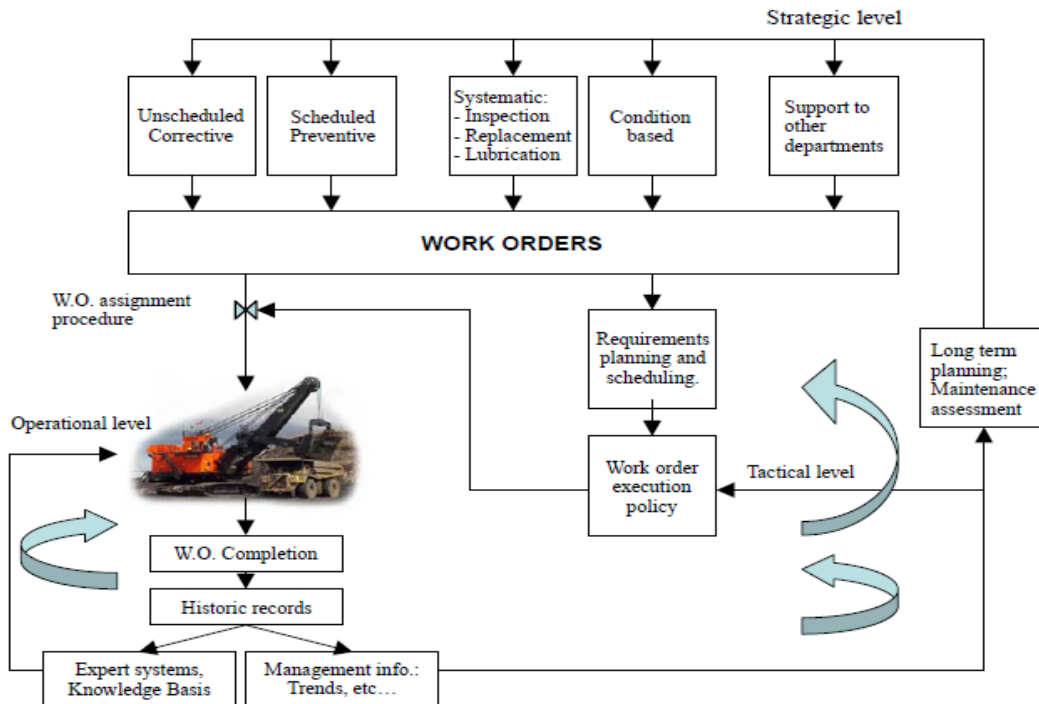 Strategic level
Unscheduled
Corrective
Scheduled
Preventive
Systematic:
- Inspection
- Replacement
- Lubrication
Condition
based
Support to
other
departments
WORK ORDERS
W.O. assignment
procedure
Requirements
planning and
scheduling.
Long term
planning;
Maintenance
assessment
Operational level
Work order
execution
policy
Tactical level
W.O. Completion
Historic records
Expert systems,
Knowledge Basis
Management info.:
Trends, etc…